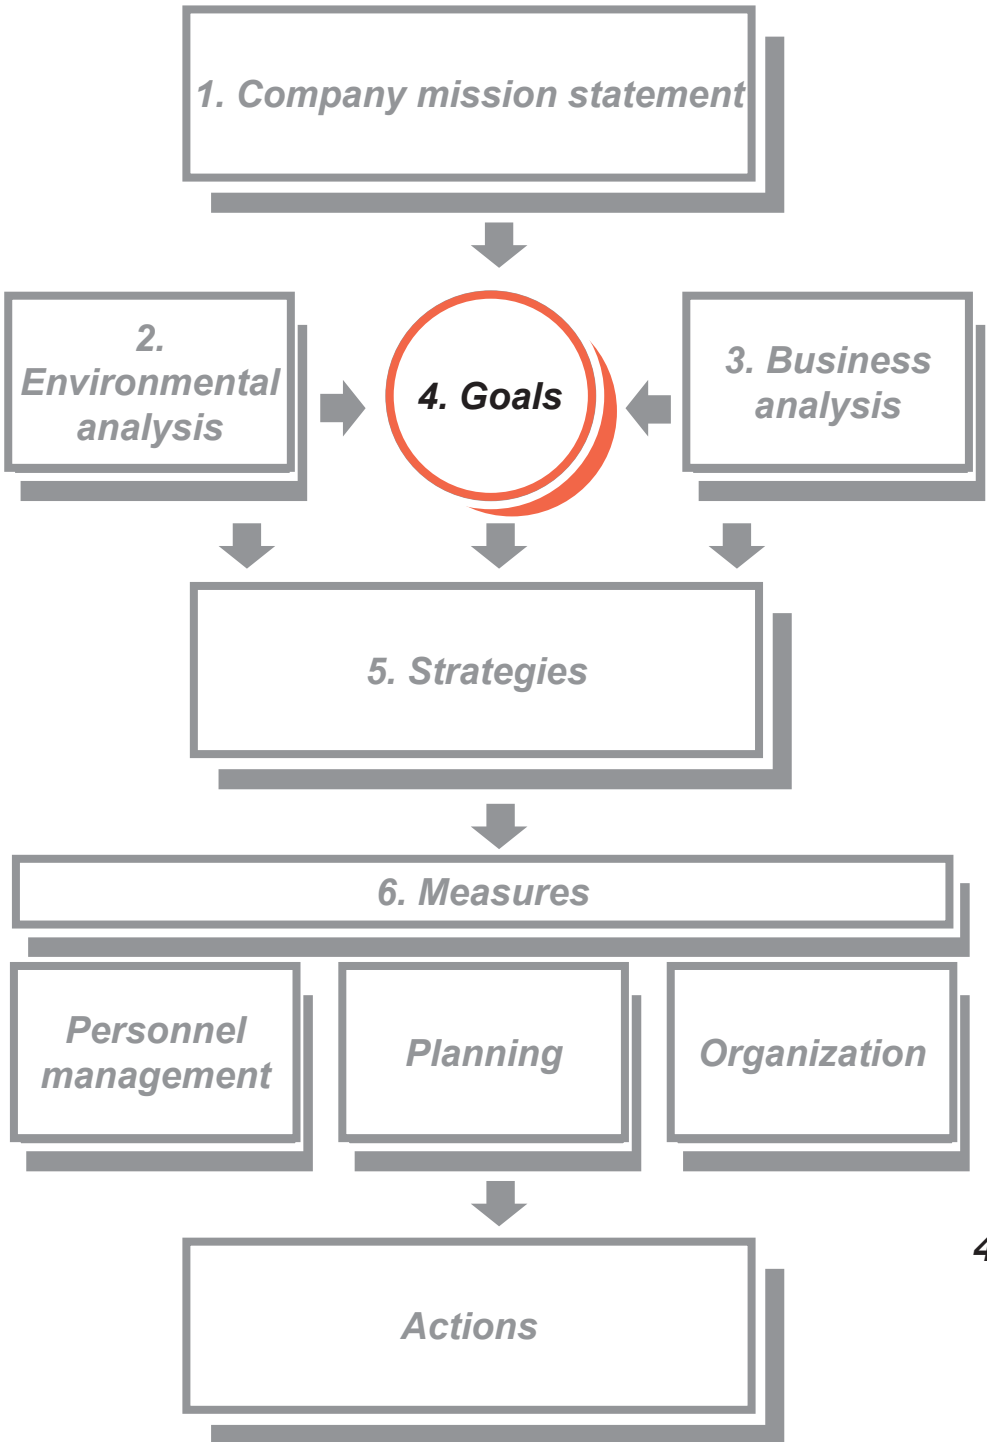 1. Company mission statement
2.
Environmental
analysis
4. Goals
3. Business
analysis
5. Strategies
6. Measures
Personnel
management
Planning
Organization
4
Actions